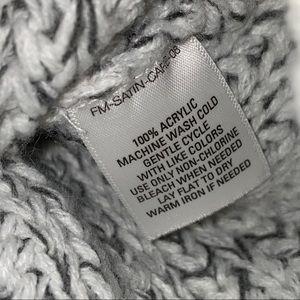 FM-SATIN-CAF-08
100% ACRYLIC
MACHINE WASH COLD
GENTLE CYCLE
WITH LIKE COLORS
USE ONLY NON-CHLORINE
BLEACH WHEN NEEDED
LAY FLAT TO DRY
WARM IRON IF NEEDED